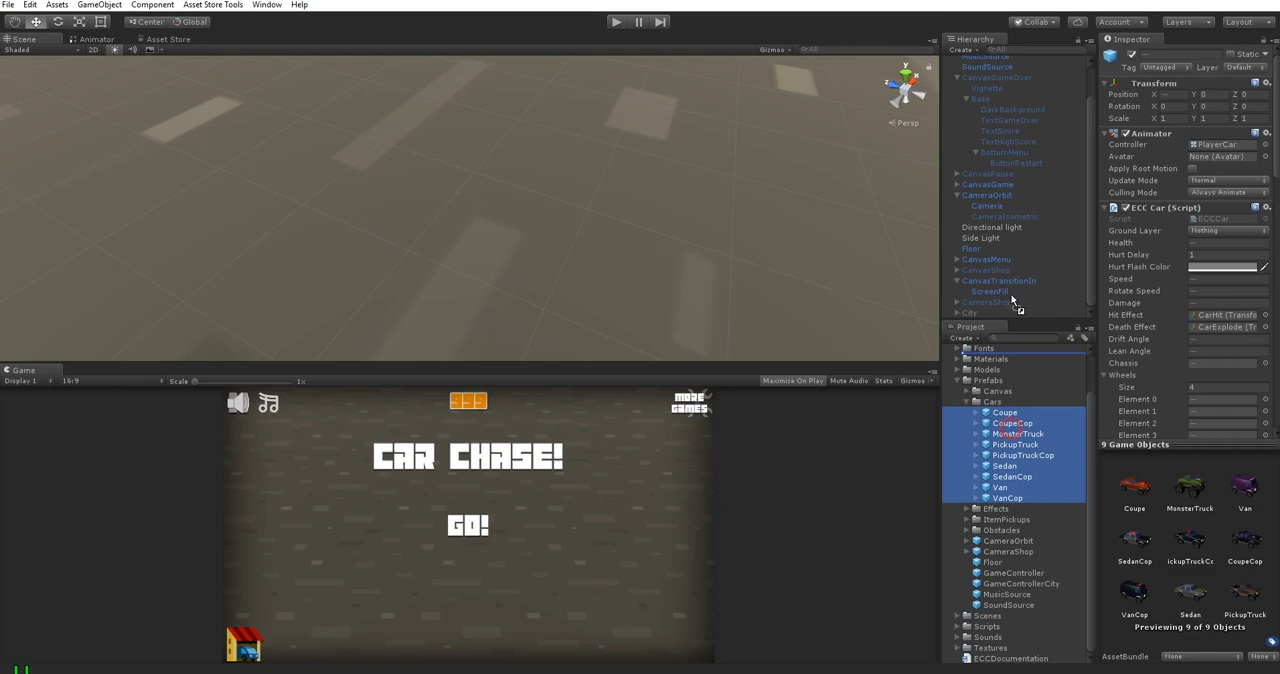 File Edit Assets GameObject Component Asset Store Tools Window Help
Center Global Collab Account Layers Layout
Scene Animator Asset Store
Shaded 2D Gizmos All
y
x
z
Persp
Game
Display 1 16:9 Scale 1x Maximize On Play Mute Audio Stats Gizmos
999
MORE
GAMES
CAR CHASE!
GO!
Hierarchy
Create All
MusicSource
SoundSource
CanvasGameOver
Vignette
Base
DarkBackground
TextGameOver
TextScore
TextHighScore
BottomMenu
ButtonRestart
CanvasPause
CanvasGame
CameraOrbit
Camera
CameraIsometric
Directional light
Side Light
Floor
CanvasMenu
CanvasShop
CanvasTransitionIn
ScreenFill
CameraShop
City
Project
Create
Fonts
Materials
Models
Prefabs
Canvas
Cars
Coupe
CoupeCop
MonsterTruck
PickupTruck
PickupTruckCop
Sedan
SedanCop
Van
VanCop
Effects
ItemPickups
Obstacles
CameraOrbit
CameraShop
Floor
GameController
GameControllerCity
MusicSource
SoundSource
Scenes
Scripts
Sounds
Textures
ECCDocumentation
Inspector
— Static
Tag Untagged Layer Default
Transform
Position X — Y 0 Z 0
Rotation X 0 Y 0 Z 0
Scale X 1 Y 1 Z 1
Animator
Controller PlayerCar
Avatar None (Avatar)
Apply Root Motion
Update Mode Normal
Culling Mode Always Animate
ECC Car (Script)
Script ECCCar
Ground Layer Nothing
Health —
Hurt Delay 1
Hurt Flash Color
Speed —
Rotate Speed —
Damage —
Hit Effect CarHit (Transfo
Death Effect CarExplode (Tr
Drift Angle —
Lean Angle —
Chassis —
Wheels
Size 4
Element 0 —
Element 1 —
Element 2 —
Element 3 —
9 Game Objects
Coupe MonsterTruck Van
SedanCop ickupTruckCc CoupeCop
VanCop Sedan PickupTruck
Previewing 9 of 9 Objects
AssetBundle None None